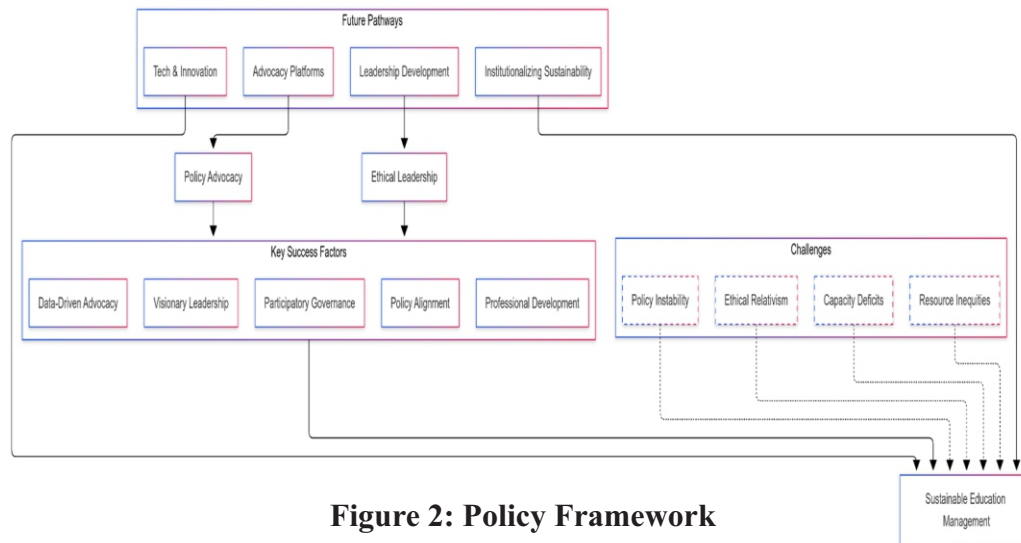 Future Pathways
Tech & Innovation
Advocacy Platforms
Leadership Development
Institutionalizing Sustainability
Policy Advocacy
Ethical Leadership
Key Success Factors
Data-Driven Advocacy
Visionary Leadership
Participatory Governance
Policy Alignment
Professional Development
Challenges
Policy Instability
Ethical Relativism
Capacity Deficits
Resource Inequities
Sustainable Education
Management
Figure 2: Policy Framework